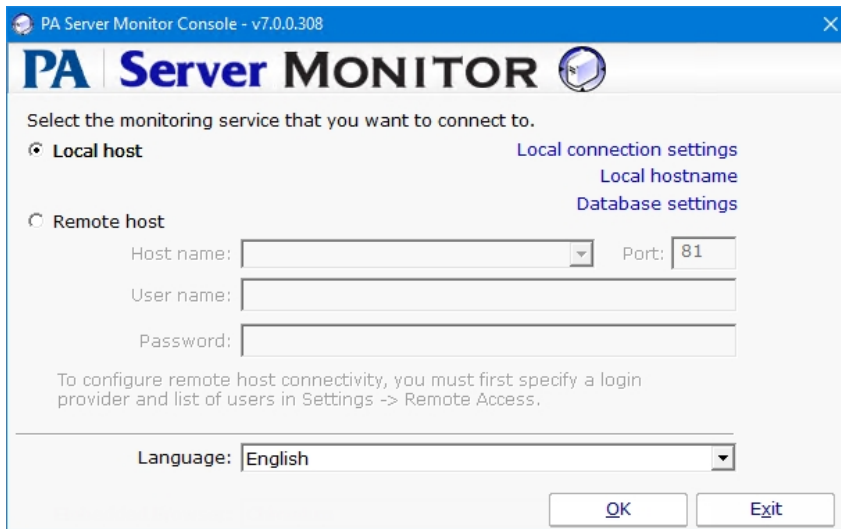 PA Server Monitor Console - v7.0.0.308
PA Server MONITOR
Select the monitoring service that you want to connect to.
Local host
Local connection settings
Local hostname
Database settings
Remote host
Host name: Port: 81
User name:
Password:
To configure remote host connectivity, you must first specify a login
provider and list of users in Settings -> Remote Access.
Language: English
OK Exit